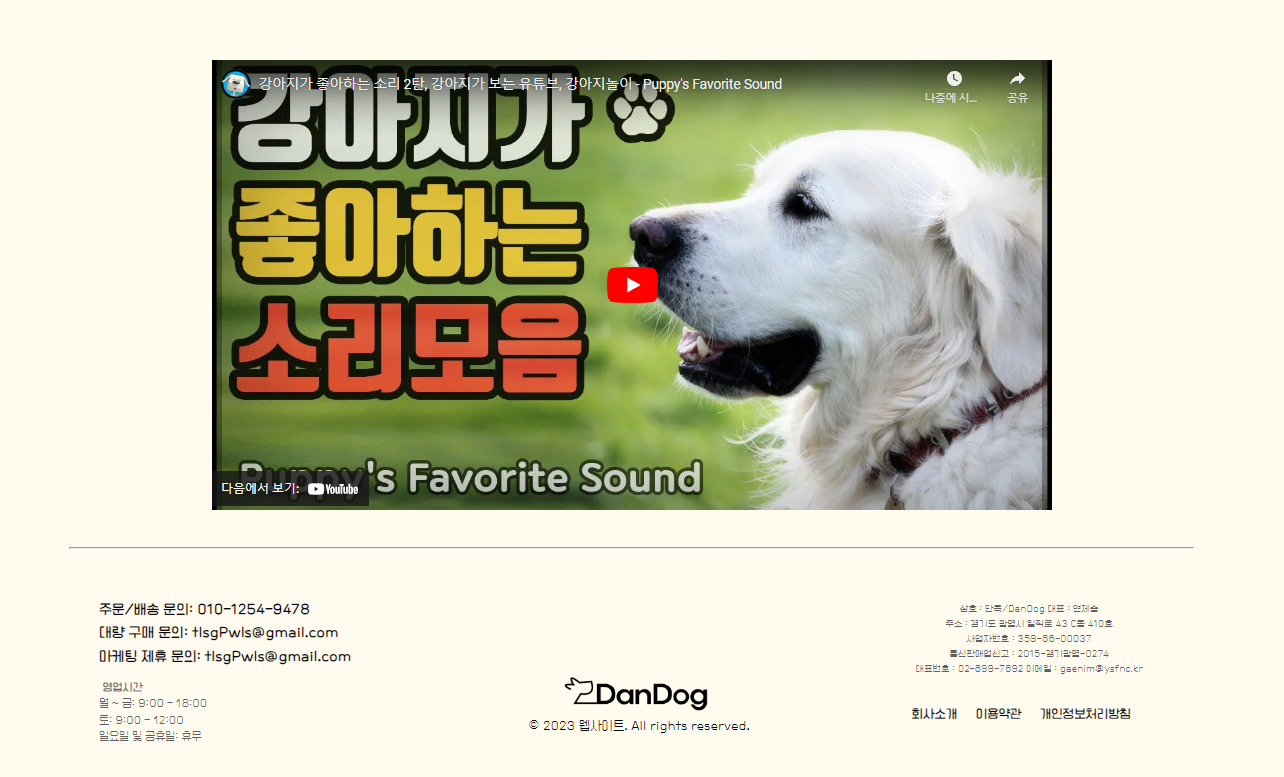 강아지가 좋아하는 소리 2탄, 강아지가 보는 유튜브, 강아지놀이 - Puppy's Favorite Sound
나중에 시...
공유
강아지가
좋아하는
소리모음
Puppy's Favorite Sound
다음에서 보기: YouTube
주문/배송 문의: 010-1254-9478
대량 구매 문의: tlsgPwls@gmail.com
마케팅 제휴 문의: tlsgPwls@gmail.com
영업시간
월 ~ 금: 9:00 - 18:00
토: 9:00 - 12:00
일요일 및 공휴일: 휴무
DanDog
© 2023 웹사이트. All rights reserved.
상호 : 단독/DanDog 대표 : 연제승
주소 : 경기도 광명시 일직로 43 C동 410호
사업자번호 : 359-66-00037
통신판매업신고 : 2015-경기광명-0274
대표번호 : 02-899-7892 이메일 : gaenim@ysfnc.kr
회사소개 이용약관 개인정보처리방침